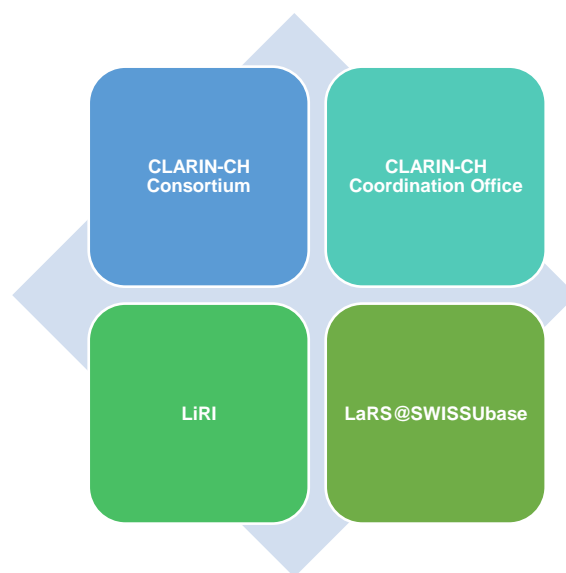 CLARIN-CH
Consortium
CLARIN-CH
Coordination Office
LiRI
LaRS@SWISSUbase